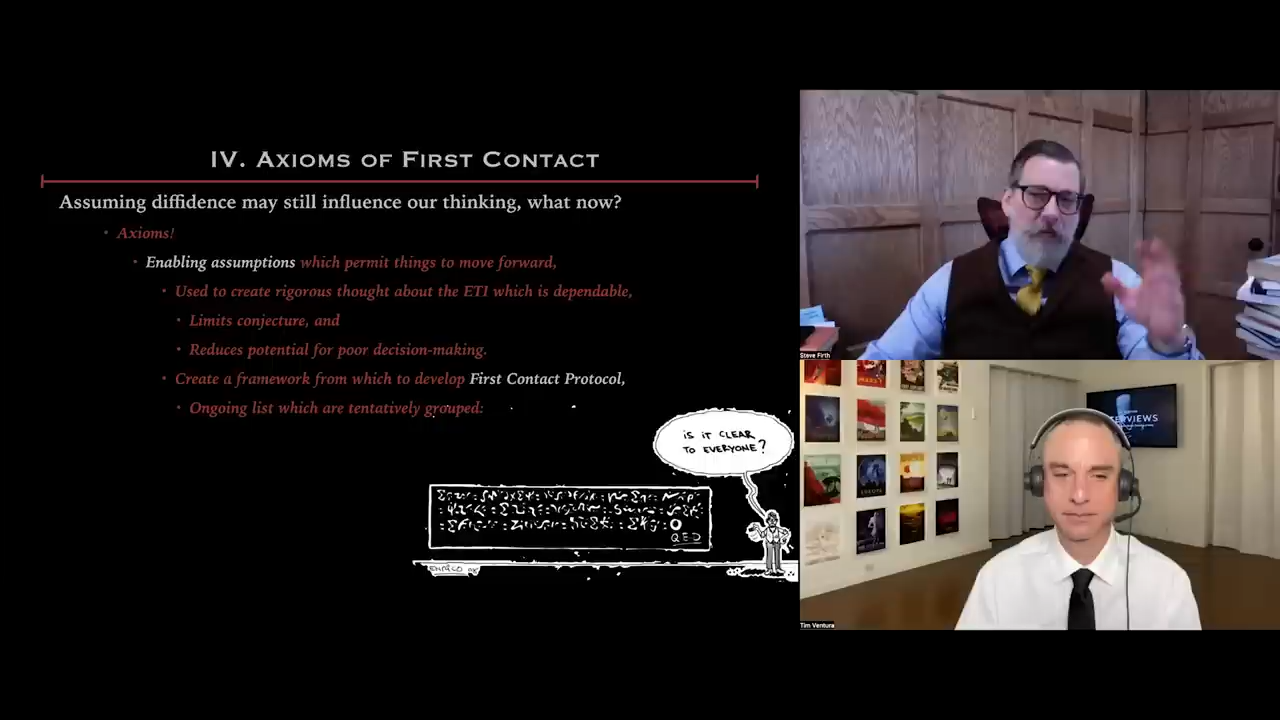 IV. Axioms of First Contact
Assuming diffidence may still influence our thinking, what now?
• Axioms!
• Enabling assumptions which permit things to move forward,
• Used to create rigorous thought about the ETI which is dependable,
• Limits conjecture, and
• Reduces potential for poor decision-making.
• Create a framework from which to develop First Contact Protocol,
• Ongoing list which are tentatively grouped:
IS IT CLEAR
TO EVERYONE?
QED
Steve Firth
ERVIEWS
Tim Ventura